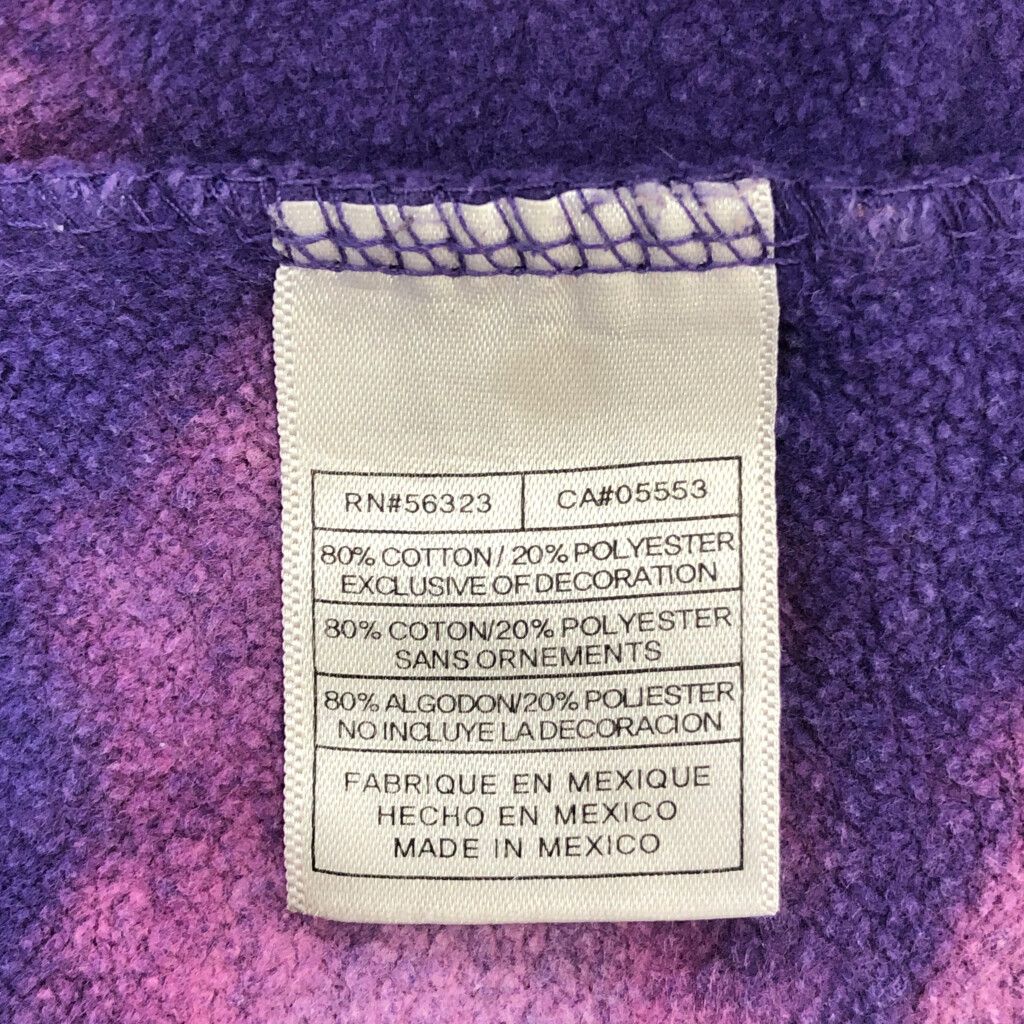 RN#56323 CA#05553
80% COTTON/20% POLYESTER
EXCLUSIVE OF DECORATION
80% COTON/20% POLYESTER
SANS ORNEMENTS
80% ALGODON/20% POLIESTER
NO INCLUYE LA DECORACION
FABRIQUE EN MEXIQUE
HECHO EN MEXICO
MADE IN MEXICO